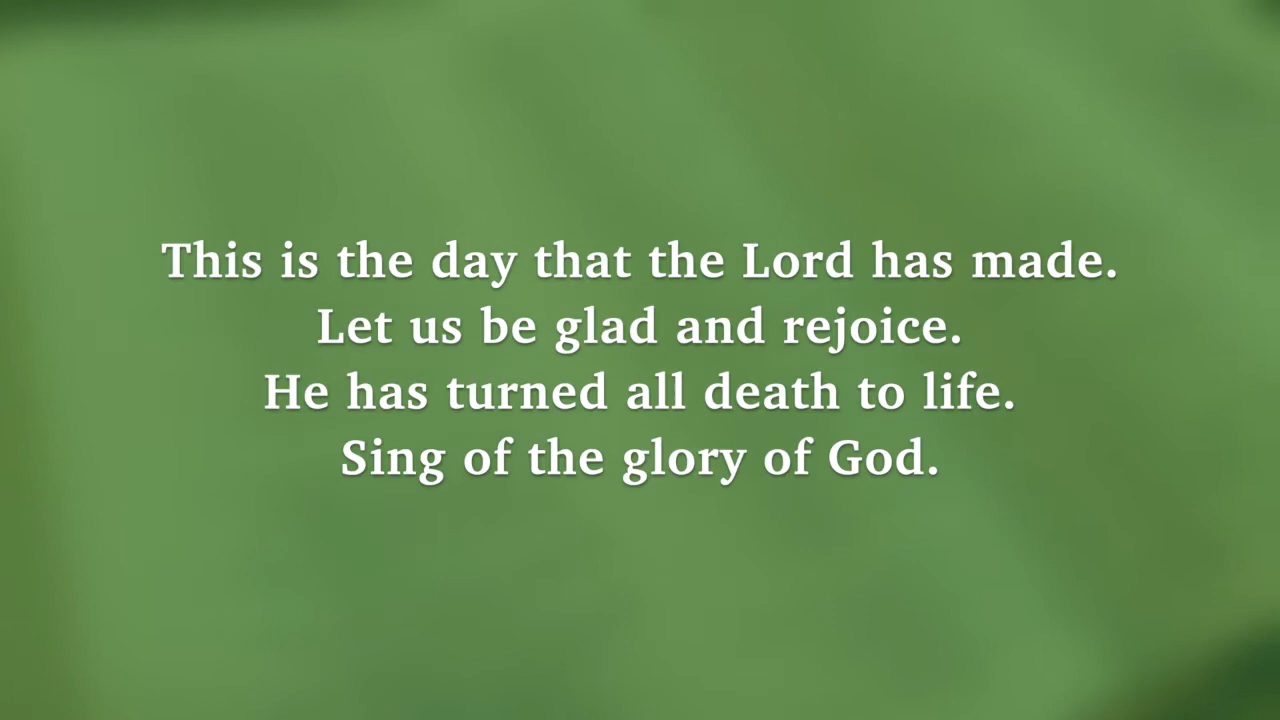 This is the day that the Lord has made.
Let us be glad and rejoice.
He has turned all death to life.
Sing of the glory of God.